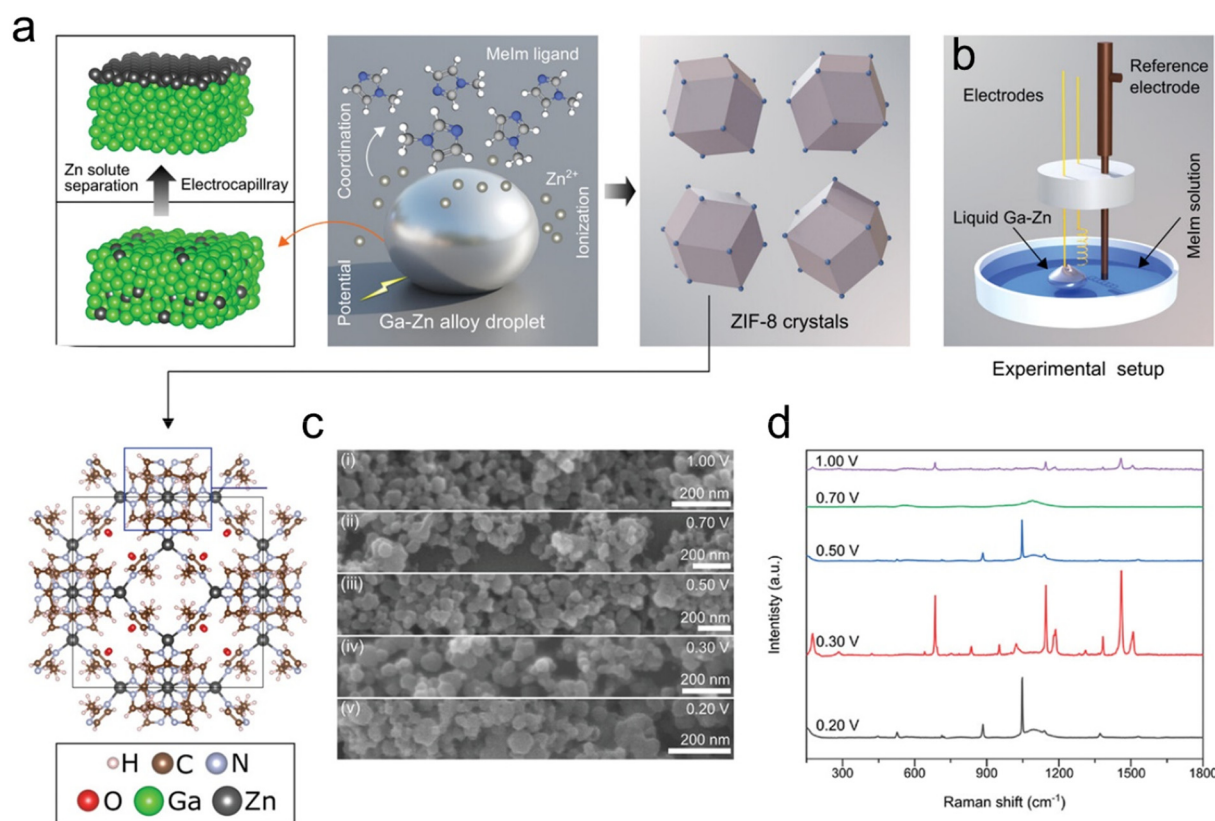 a
Zn solute
separation
Electrocapillray
MeIm ligand
Coordination
Zn2+
Ionization
Potential
Ga-Zn alloy droplet
ZIF-8 crystals
b
Electrodes
Reference
electrode
Liquid Ga-Zn
MeIm solution
Experimental setup
H C N
O Ga Zn
c
(i) 1.00 V
200 nm
(ii) 0.70 V
200 nm
(iii) 0.50 V
200 nm
(iv) 0.30 V
200 nm
(v) 0.20 V
200 nm
d
Intentisty (a.u.)
1.00 V
0.70 V
0.50 V
0.30 V
0.20 V
300 600 900 1200 1500 1800
Raman shift (cm-1)